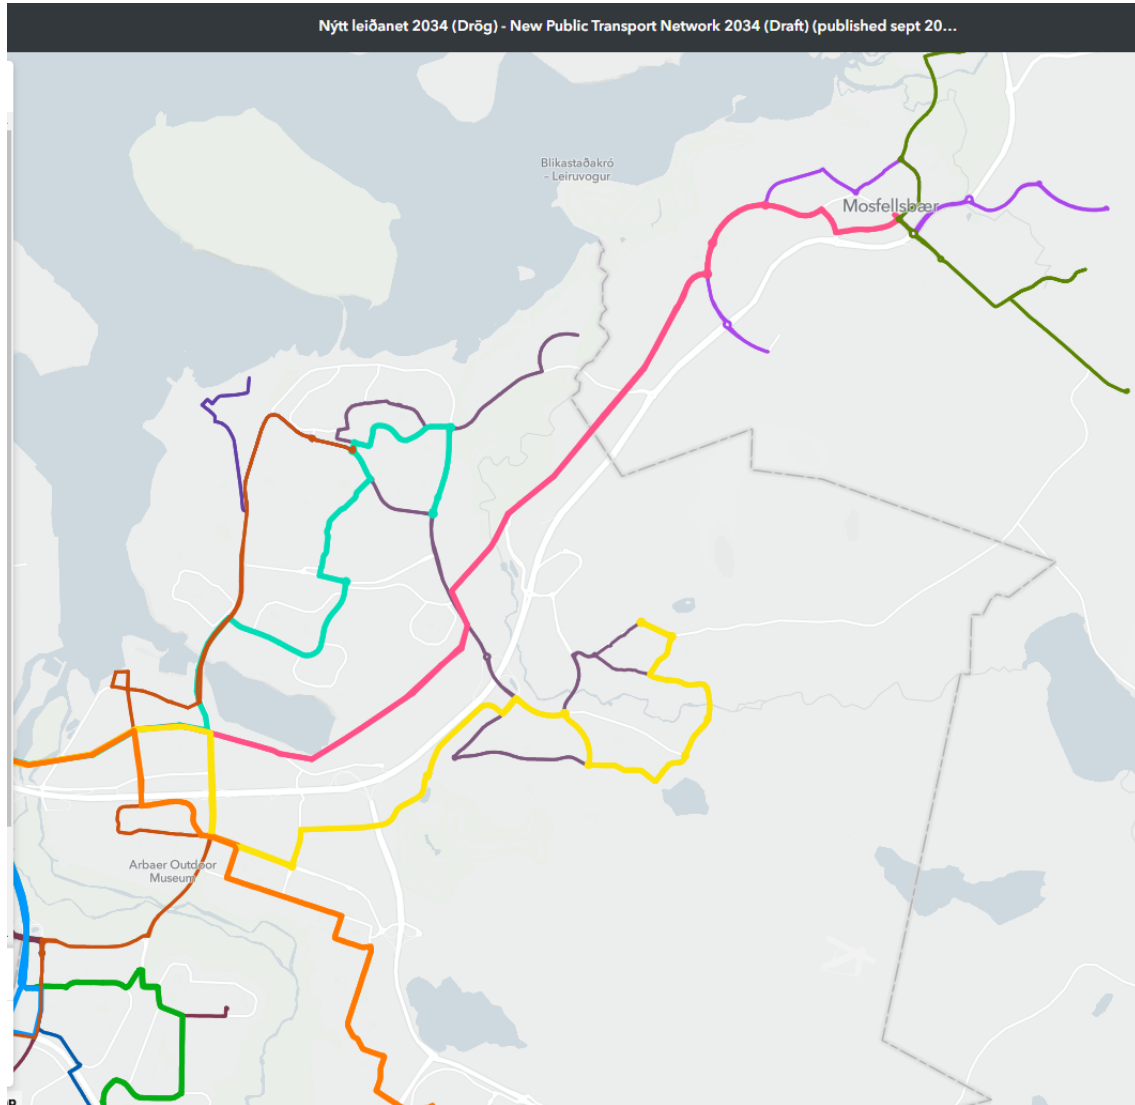 Nýtt leiðanet 2034 (Drög) - New Public Transport Network 2034 (Draft) (published sept 20...
Blikastaðakró
- Leiruvogur
Mosfellsbær
Arbaer Outdoor
Museum